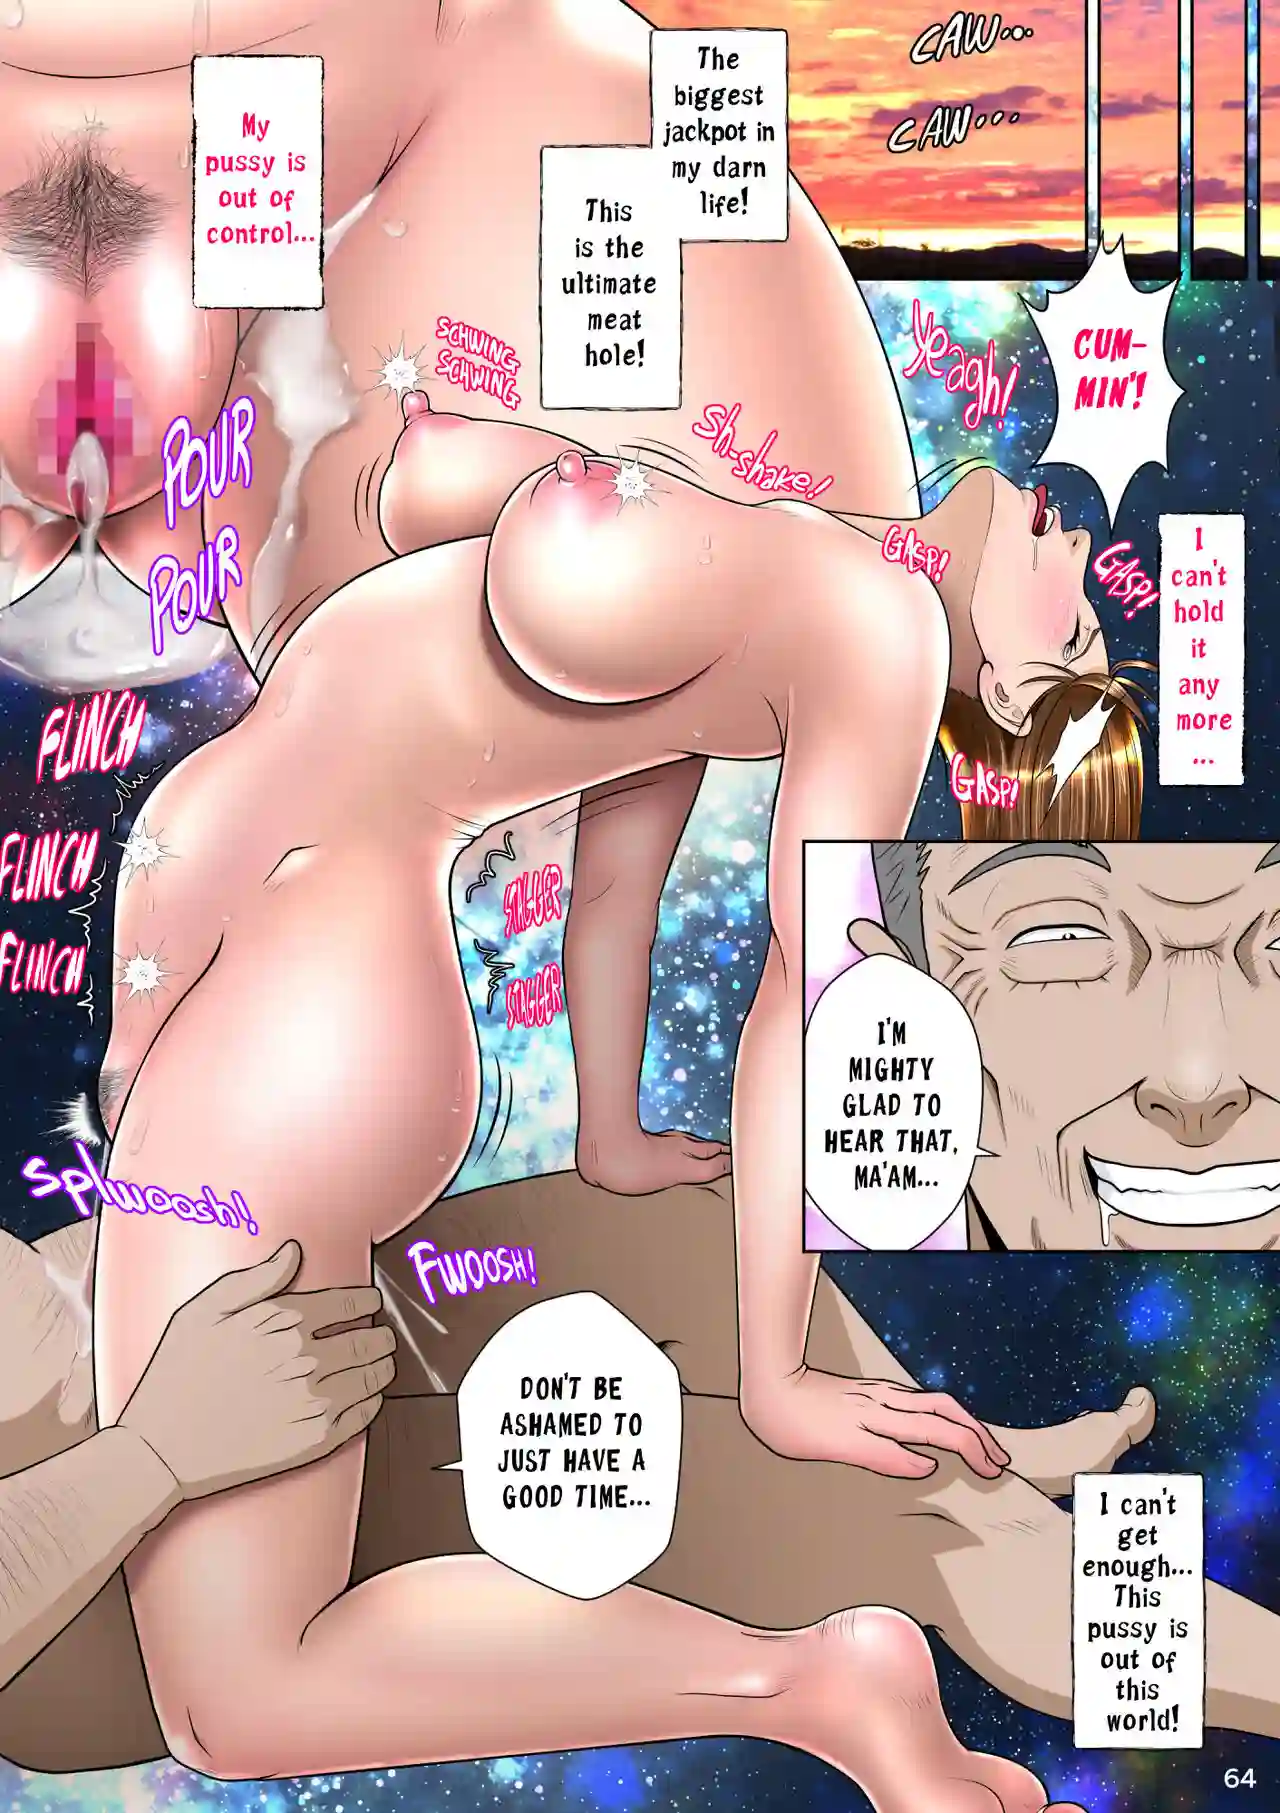 CAW...
CAW...
The
biggest
jackpot in
my darn
life!
This
is the
ultimate
meat
hole!
My
pussy is
out of
control...
SCHWING
SCHWING
Yeagh!
CUM-
MIN'!
Sh-shake!
GASP!
GASP!
I
can't
hold
it
any
more
...
POUR
POUR
FLINCH
FLINCH
FLINCH
GASP!
STAGGER
STAGGER
I'M
MIGHTY
GLAD TO
HEAR THAT,
MA'AM...
Splwoosh!
FWOOSH!
DON'T BE
ASHAMED TO
JUST HAVE A
GOOD TIME...
I can't
get
enough...
This
pussy is
out of
this
world!
64